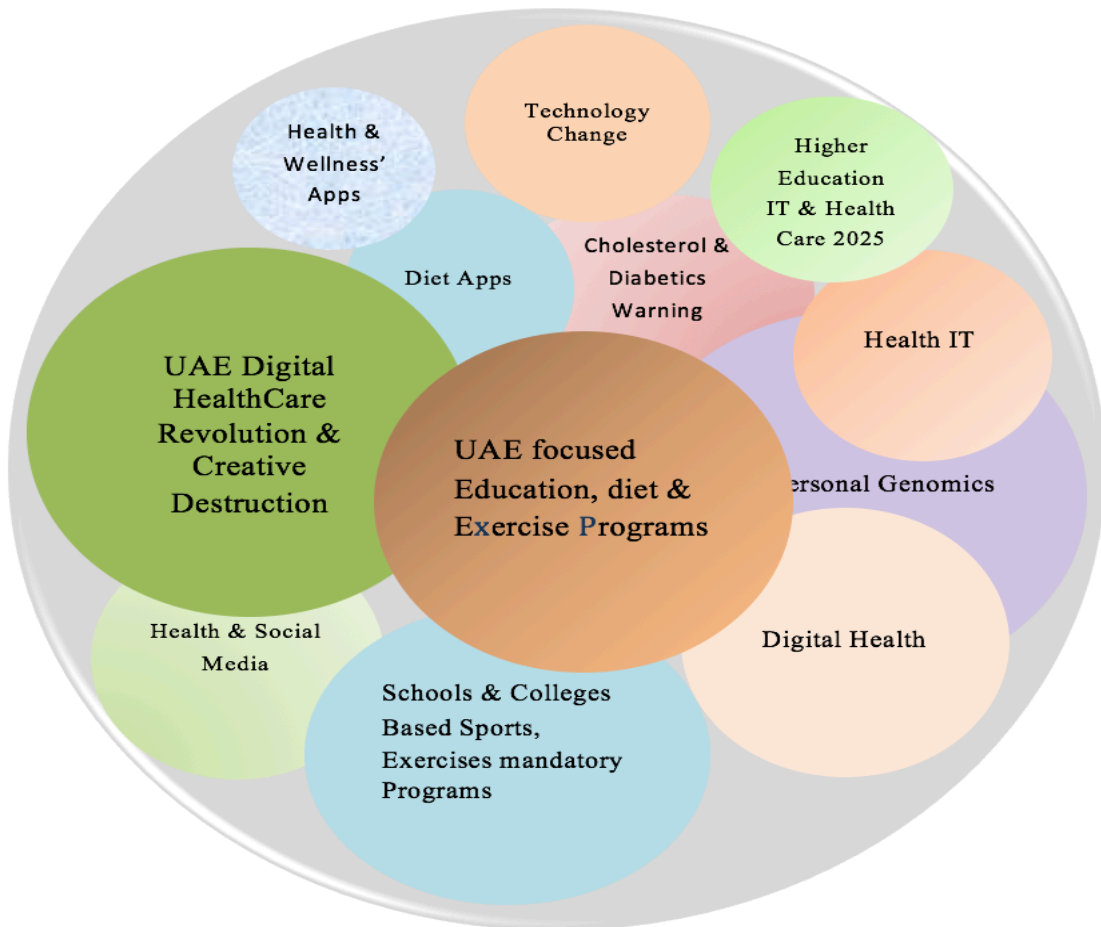 Technology
Change
Health &
Wellness’
Apps
Higher
Education
IT & Health
Care 2025
Cholesterol &
Diabetics
Warning
Diet Apps
Health IT
UAE Digital
HealthCare
Revolution &
Creative
Destruction
UAE focused
Education, diet &
Exercise Programs
ersonal Genomics
Health & Social
Media
Digital Health
Schools & Colleges
Based Sports,
Exercises mandatory
Programs